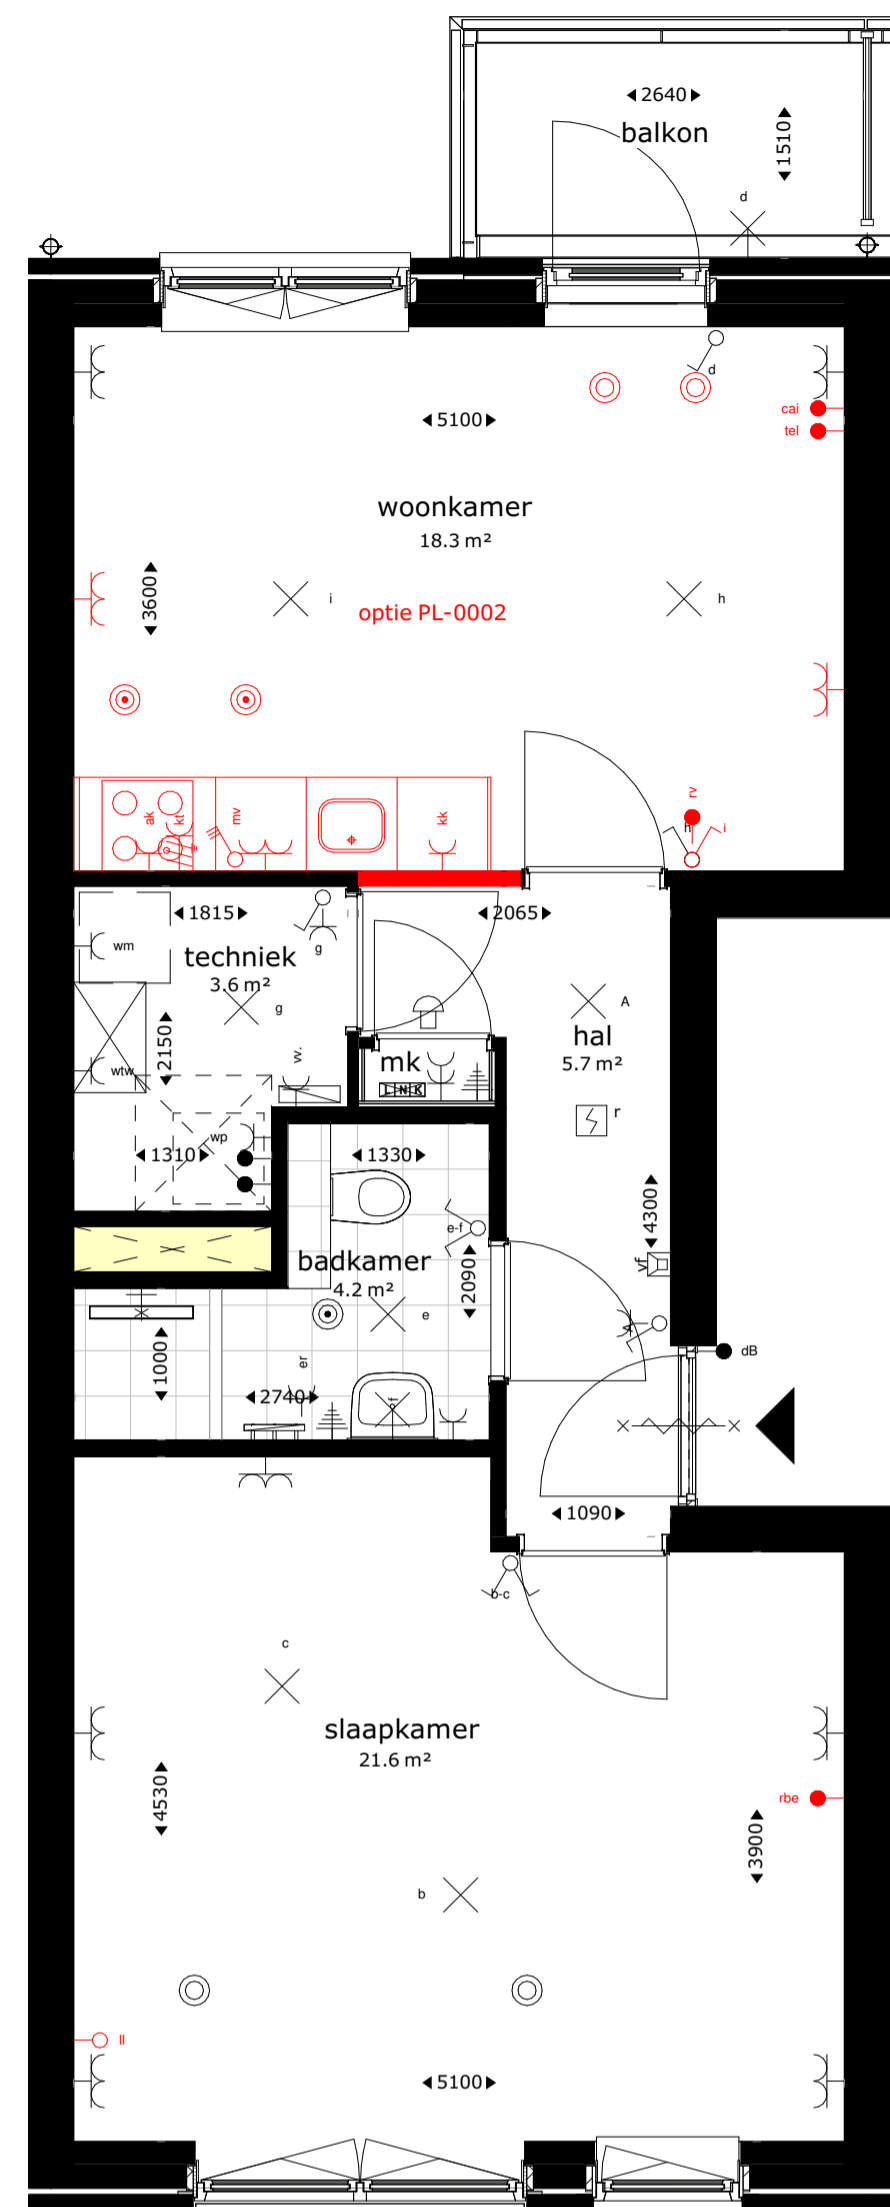 2640
balkon
1510
d
d
5100
cai
tel
woonkamer
18.3 m²
3600
i
optie PL-0002
h
rv
ak
kt
mv
kk
h
i
1815
2065
wm
techniek
g
3.6 m²
g
A
hal
5.7 m²
2150
wtw
vv.
mk
L N K
r
wp
1310
1330
4300
e-f
badkamer
4.2 m²
2090
vf
e
A
1000
er
dB
2740
f
1090
b-c
c
slaapkamer
21.6 m²
4530
rbe
3900
b
ll
5100